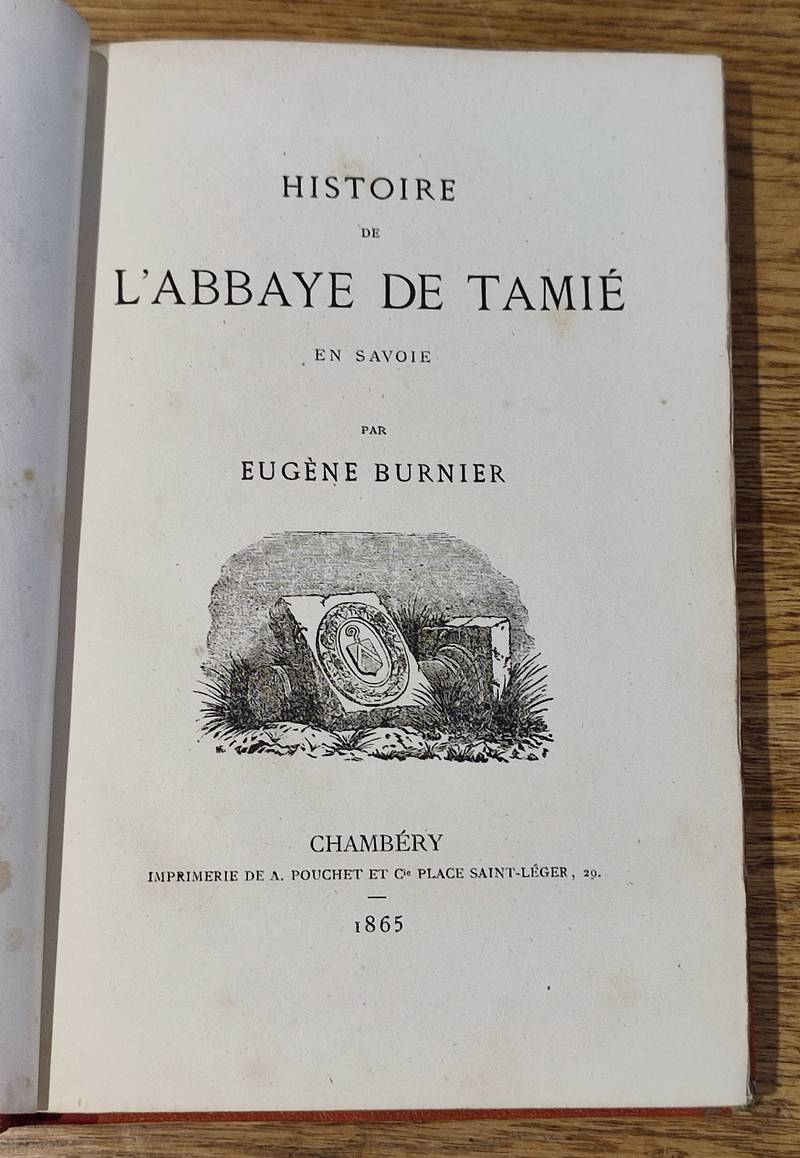 HISTOIRE
DE
L'ABBAYE DE TAMIÉ
EN SAVOIE
PAR
EUGÈNE BURNIER
CHAMBÉRY
IMPRIMERIE DE A. POUCHET ET Cie PLACE SAINT-LÉGER, 29.
1865